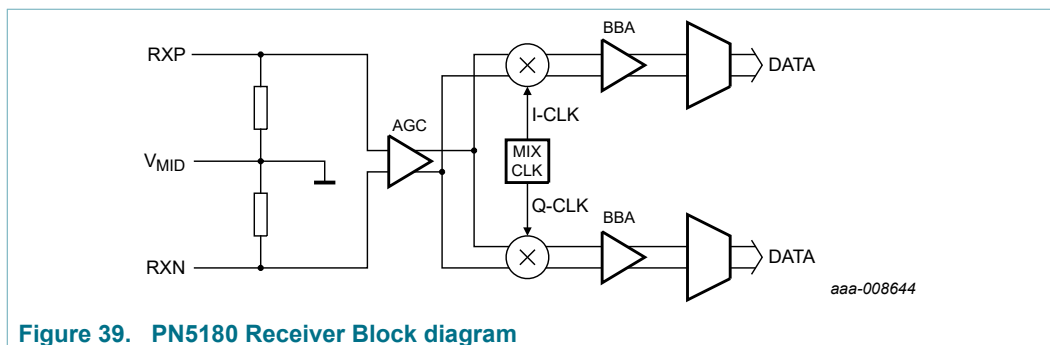 RXP
BBA
DATA
I-CLK
AGC
MIX
CLK
VMID
Q-CLK
BBA
RXN
DATA
aaa-008644
Figure 39. PN5180 Receiver Block diagram